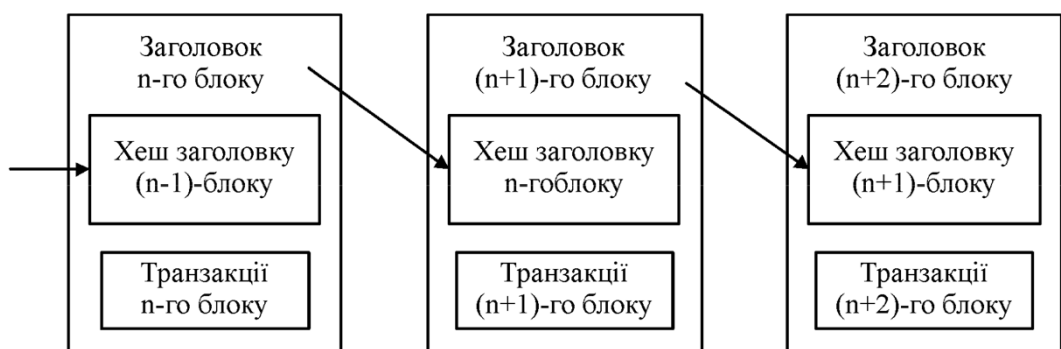 Заголовок
n-го блоку
Хеш заголовку
(n-1)-блоку
Транзакції
n-го блоку
Заголовок
(n+1)-го блоку
Хеш заголовку
n-гоблоку
Транзакції
(n+1)-го блоку
Заголовок
(n+2)-го блоку
Хеш заголовку
(n+1)-блоку
Транзакції
(n+2)-го блоку